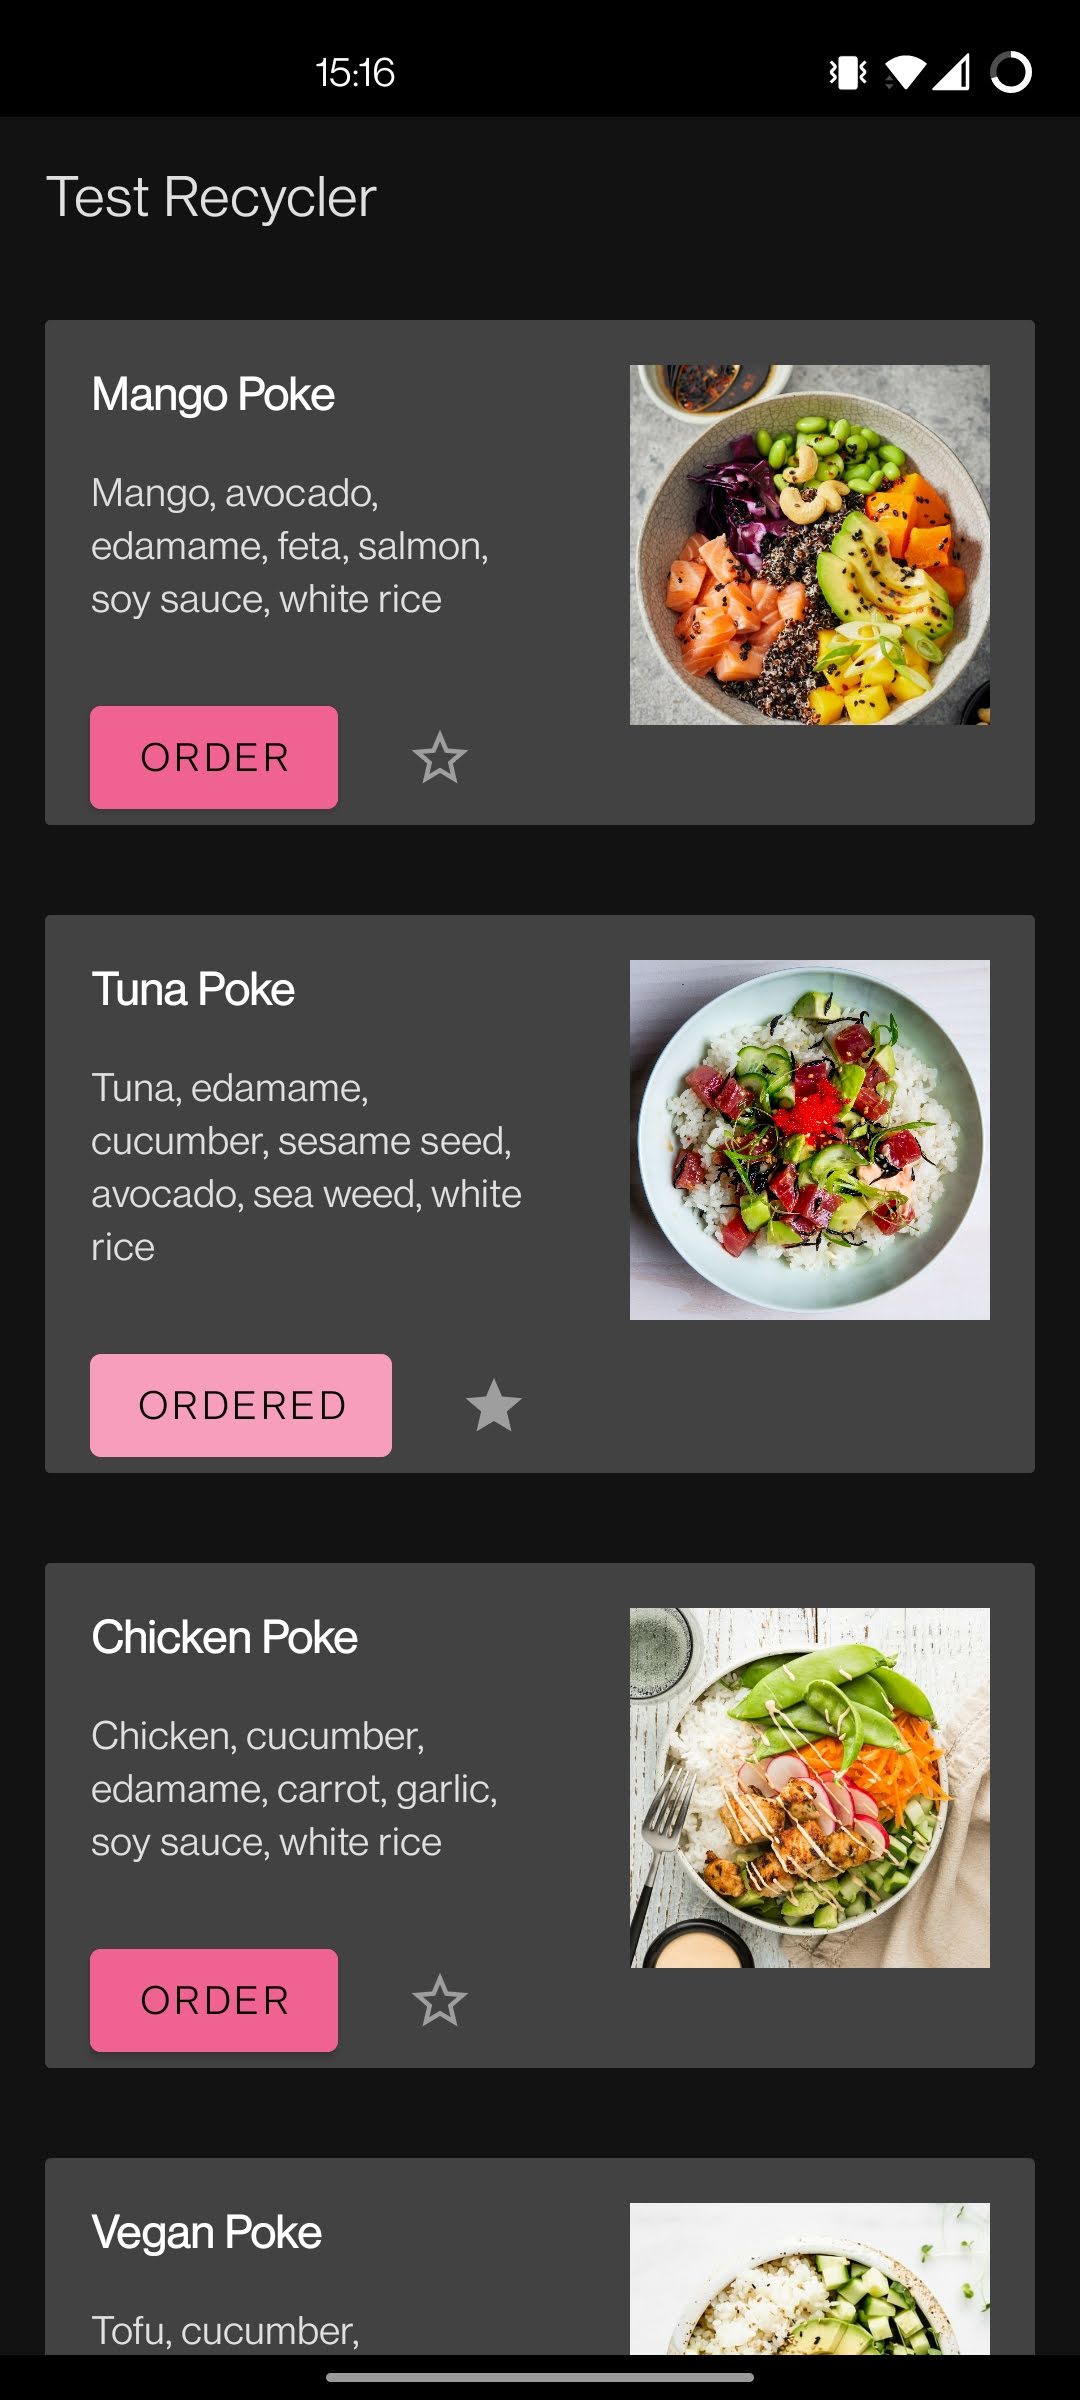 15:16
Test Recycler
Mango Poke
Mango, avocado,
edamame, feta, salmon,
soy sauce, white rice
ORDER
Tuna Poke
Tuna, edamame,
cucumber, sesame seed,
avocado, sea weed, white
rice
ORDERED
Chicken Poke
Chicken, cucumber,
edamame, carrot, garlic,
soy sauce, white rice
ORDER
Vegan Poke
Tofu, cucumber,